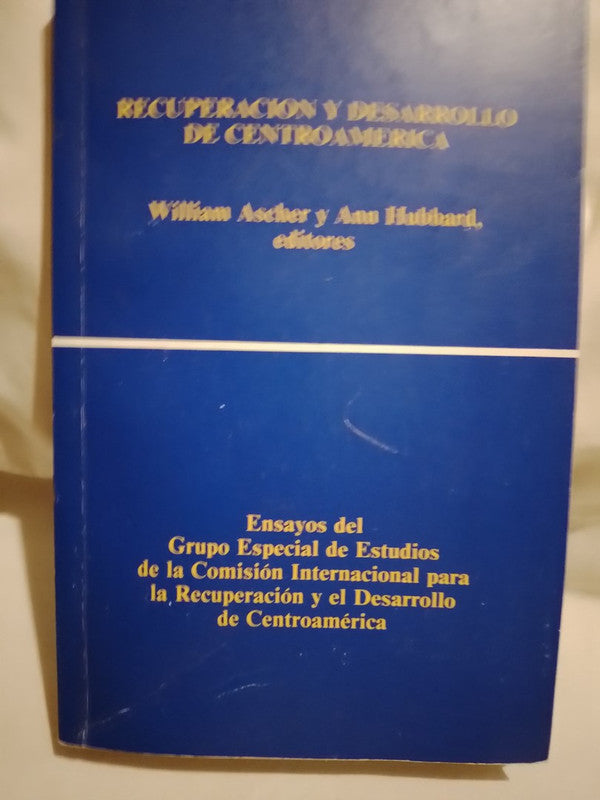 RECUPERACION Y DESARROLLO
DE CENTROAMERICA
William Ascher y Ann Hubbard,
editores
Ensayos del
Grupo Especial de Estudios
de la Comisión Internacional para
la Recuperación y el Desarrollo
de Centroamérica